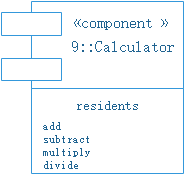 «component »
9::Calculator
residents
add
subtract
multiply
divide